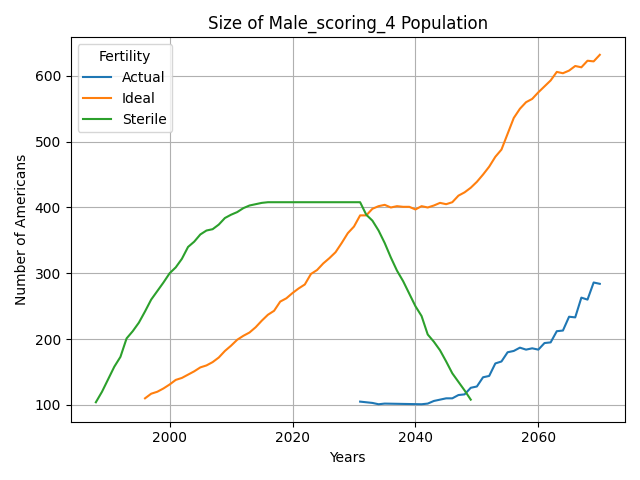 Size of Male_scoring_4 Population
Fertility
Actual
Ideal
Sterile
Number of Americans
600
500
400
300
200
100
2000
2020
2040
2060
Years